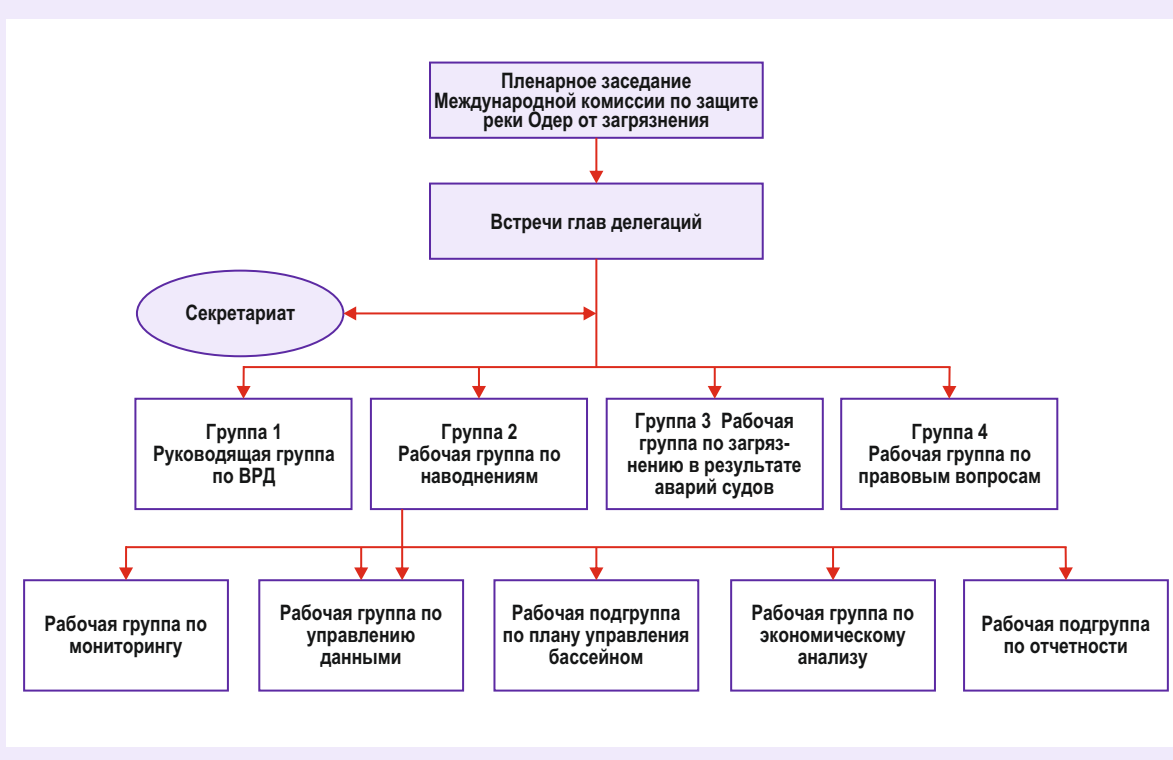 Пленарное заседание
Международной комиссии по защите
реки Одер от загрязнения
Встречи глав делегаций
Секретариат
Группа 1
Руководящая группа
по ВРД
Группа 2
Рабочая группа по
наводнениям
Группа 3 Рабочая
группа по загряз-
нению в результате
аварий судов
Группа 4
Рабочая группа по
правовым вопросам
Рабочая группа по
мониторингу
Рабочая группа по
управлению
данными
Рабочая подгруппа
по плану управления
бассейном
Рабочая группа по
экономическому
анализу
Рабочая подгруппа
по отчетности